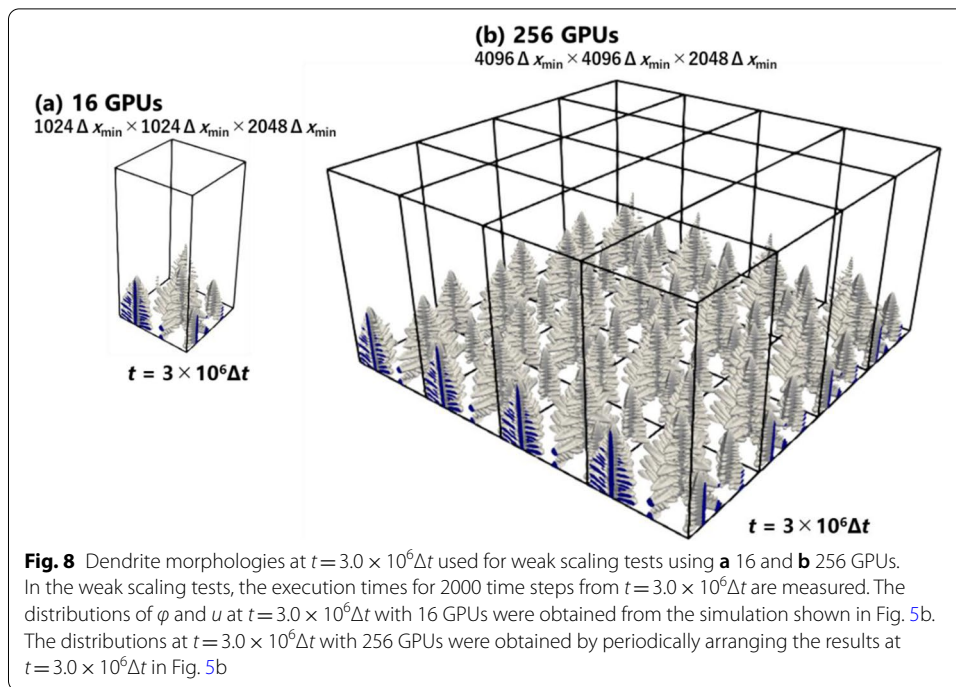 (b) 256 GPUs
4096 Δ xmin × 4096 Δ xmin × 2048 Δ xmin
(a) 16 GPUs
1024 Δ xmin × 1024 Δ xmin × 2048 Δ xmin
t = 3 × 10⁶Δt
t = 3 × 10⁶Δt
Fig. 8 Dendrite morphologies at t = 3.0 × 10⁶Δt used for weak scaling tests using a 16 and b 256 GPUs.
In the weak scaling tests, the execution times for 2000 time steps from t = 3.0 × 10⁶Δt are measured. The
distributions of φ and u at t = 3.0 × 10⁶Δt with 16 GPUs were obtained from the simulation shown in Fig. 5b.
The distributions at t = 3.0 × 10⁶Δt with 256 GPUs were obtained by periodically arranging the results at
t = 3.0 × 10⁶Δt in Fig. 5b